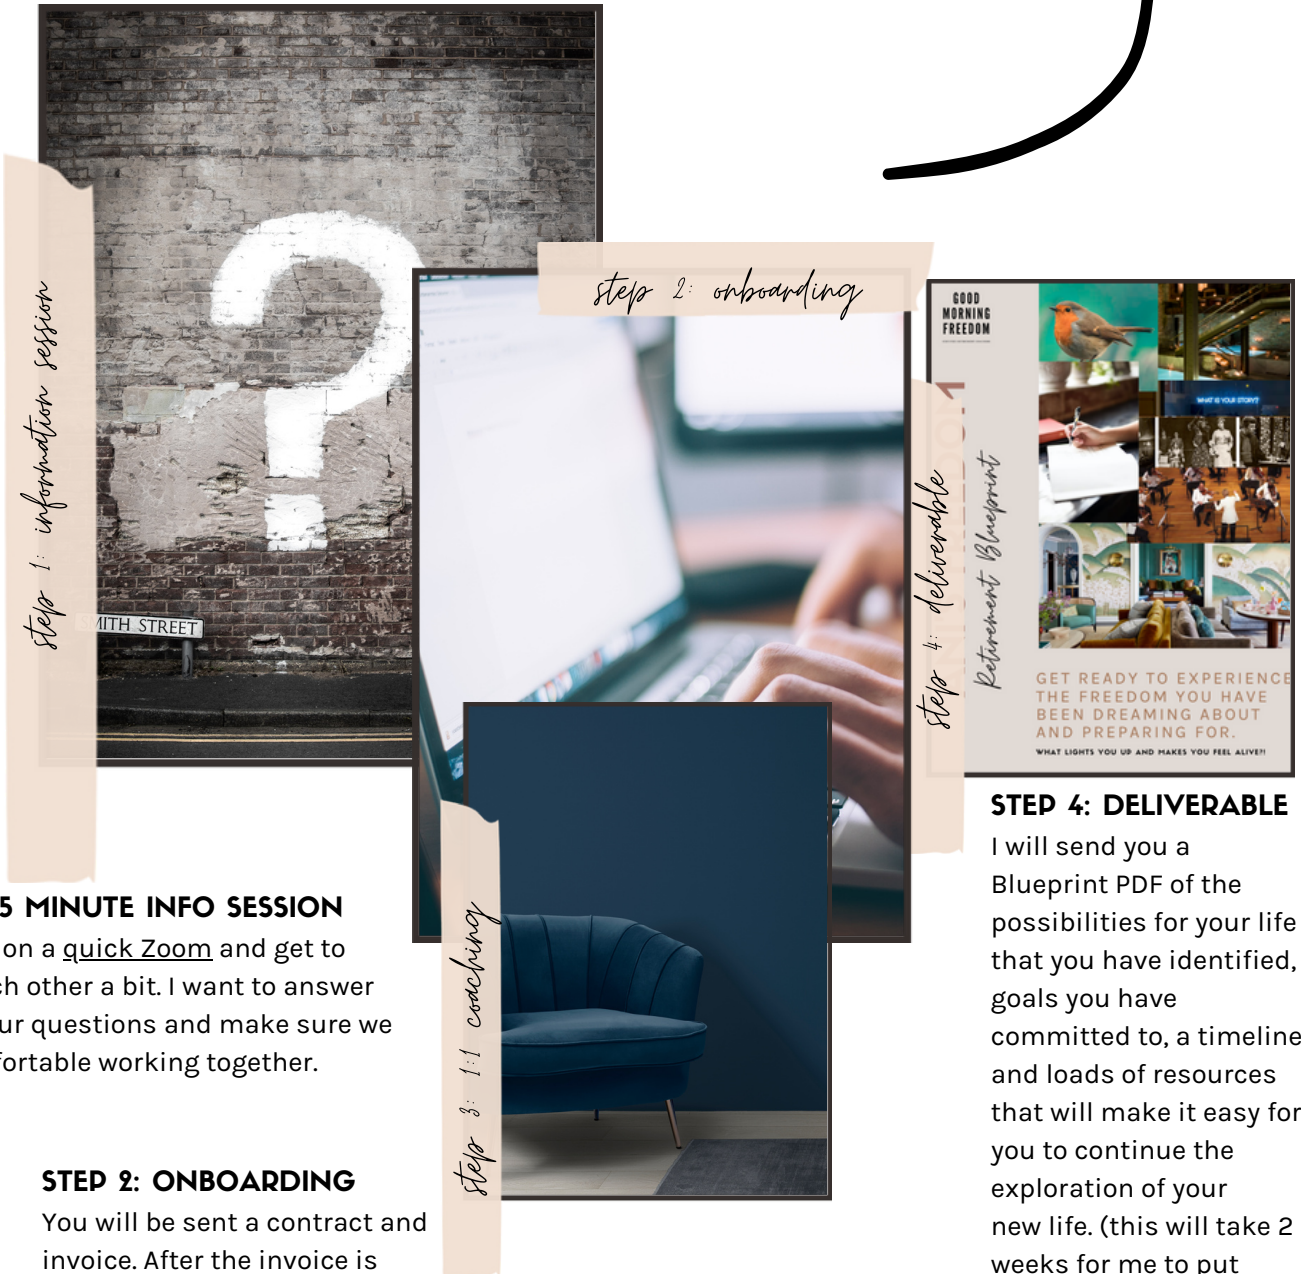 step 1: information session
SMITH STREET
step 2: onboarding
GOOD
MORNING
FREEDOM
WHAT IS YOUR STORY?
step 4: deliverable
Retirement Blueprint
GET READY TO EXPERIENCE
THE FREEDOM YOU HAVE
BEEN DREAMING ABOUT
AND PREPARING FOR.
WHAT LIGHTS YOU UP AND MAKES YOU FEEL ALIVE?!
step 3: 1:1 coaching
5 MINUTE INFO SESSION
on a quick Zoom and get to
ch other a bit. I want to answer
ur questions and make sure we
fortable working together.
STEP 2: ONBOARDING
You will be sent a contract and
invoice. After the invoice is
STEP 4: DELIVERABLE
I will send you a
Blueprint PDF of the
possibilities for your life
that you have identified,
goals you have
committed to, a timeline
and loads of resources
that will make it easy for
you to continue the
exploration of your
new life. (this will take 2
weeks for me to put